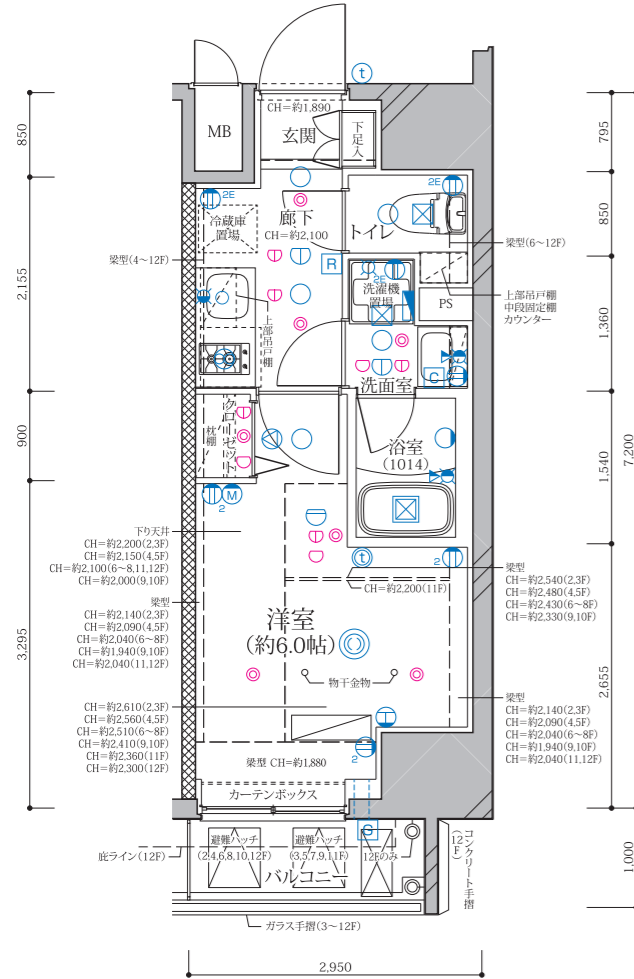 t
CH=約1,890
MB
玄関
下足入
850
795
2E
2E
冷蔵庫
置場
廊下
CH=約2,100
トイレ
850
梁型(4～12F)
梁型(6～12F)
R
2,155
2E
洗濯機
置場
上部吊戸棚
中段固定棚
カウンター
PS
上部吊戸棚
1,360
洗面室
C
クローゼット
枕棚
900
浴室
(1014)
1,540
7,200
2
M
下り天井
CH=約2,200(2,3F)
CH=約2,150(4,5F)
CH=約2,100(6～8,11,12F)
CH=約2,000(9,10F)
t
2
梁型
CH=約2,540(2,3F)
CH=約2,480(4,5F)
CH=約2,430(6～8F)
CH=約2,330(9,10F)
CH=約2,200(11F)
梁型
CH=約2,140(2,3F)
CH=約2,090(4,5F)
CH=約2,040(6～8F)
CH=約1,940(9,10F)
CH=約2,040(11,12F)
洋室
(約6.0帖)
3,295
2,655
物干金物
CH=約2,610(2,3F)
CH=約2,560(4,5F)
CH=約2,510(6～8F)
CH=約2,410(9,10F)
CH=約2,360(11F)
CH=約2,300(12F)
梁型
CH=約2,140(2,3F)
CH=約2,090(4,5F)
CH=約2,040(6～8F)
CH=約1,940(9,10F)
CH=約2,040(11,12F)
2
梁型 CH=約1,880
カーテンボックス
G
避難ハッチ
(2,4,6,8,10,12F)
避難ハッチ
(3,5,7,9,11F)
12Fのみ
庇ライン(12F)
バルコニー
コンクリート手摺
(12F)
1,000
ガラス手摺(3～12F)
2,950